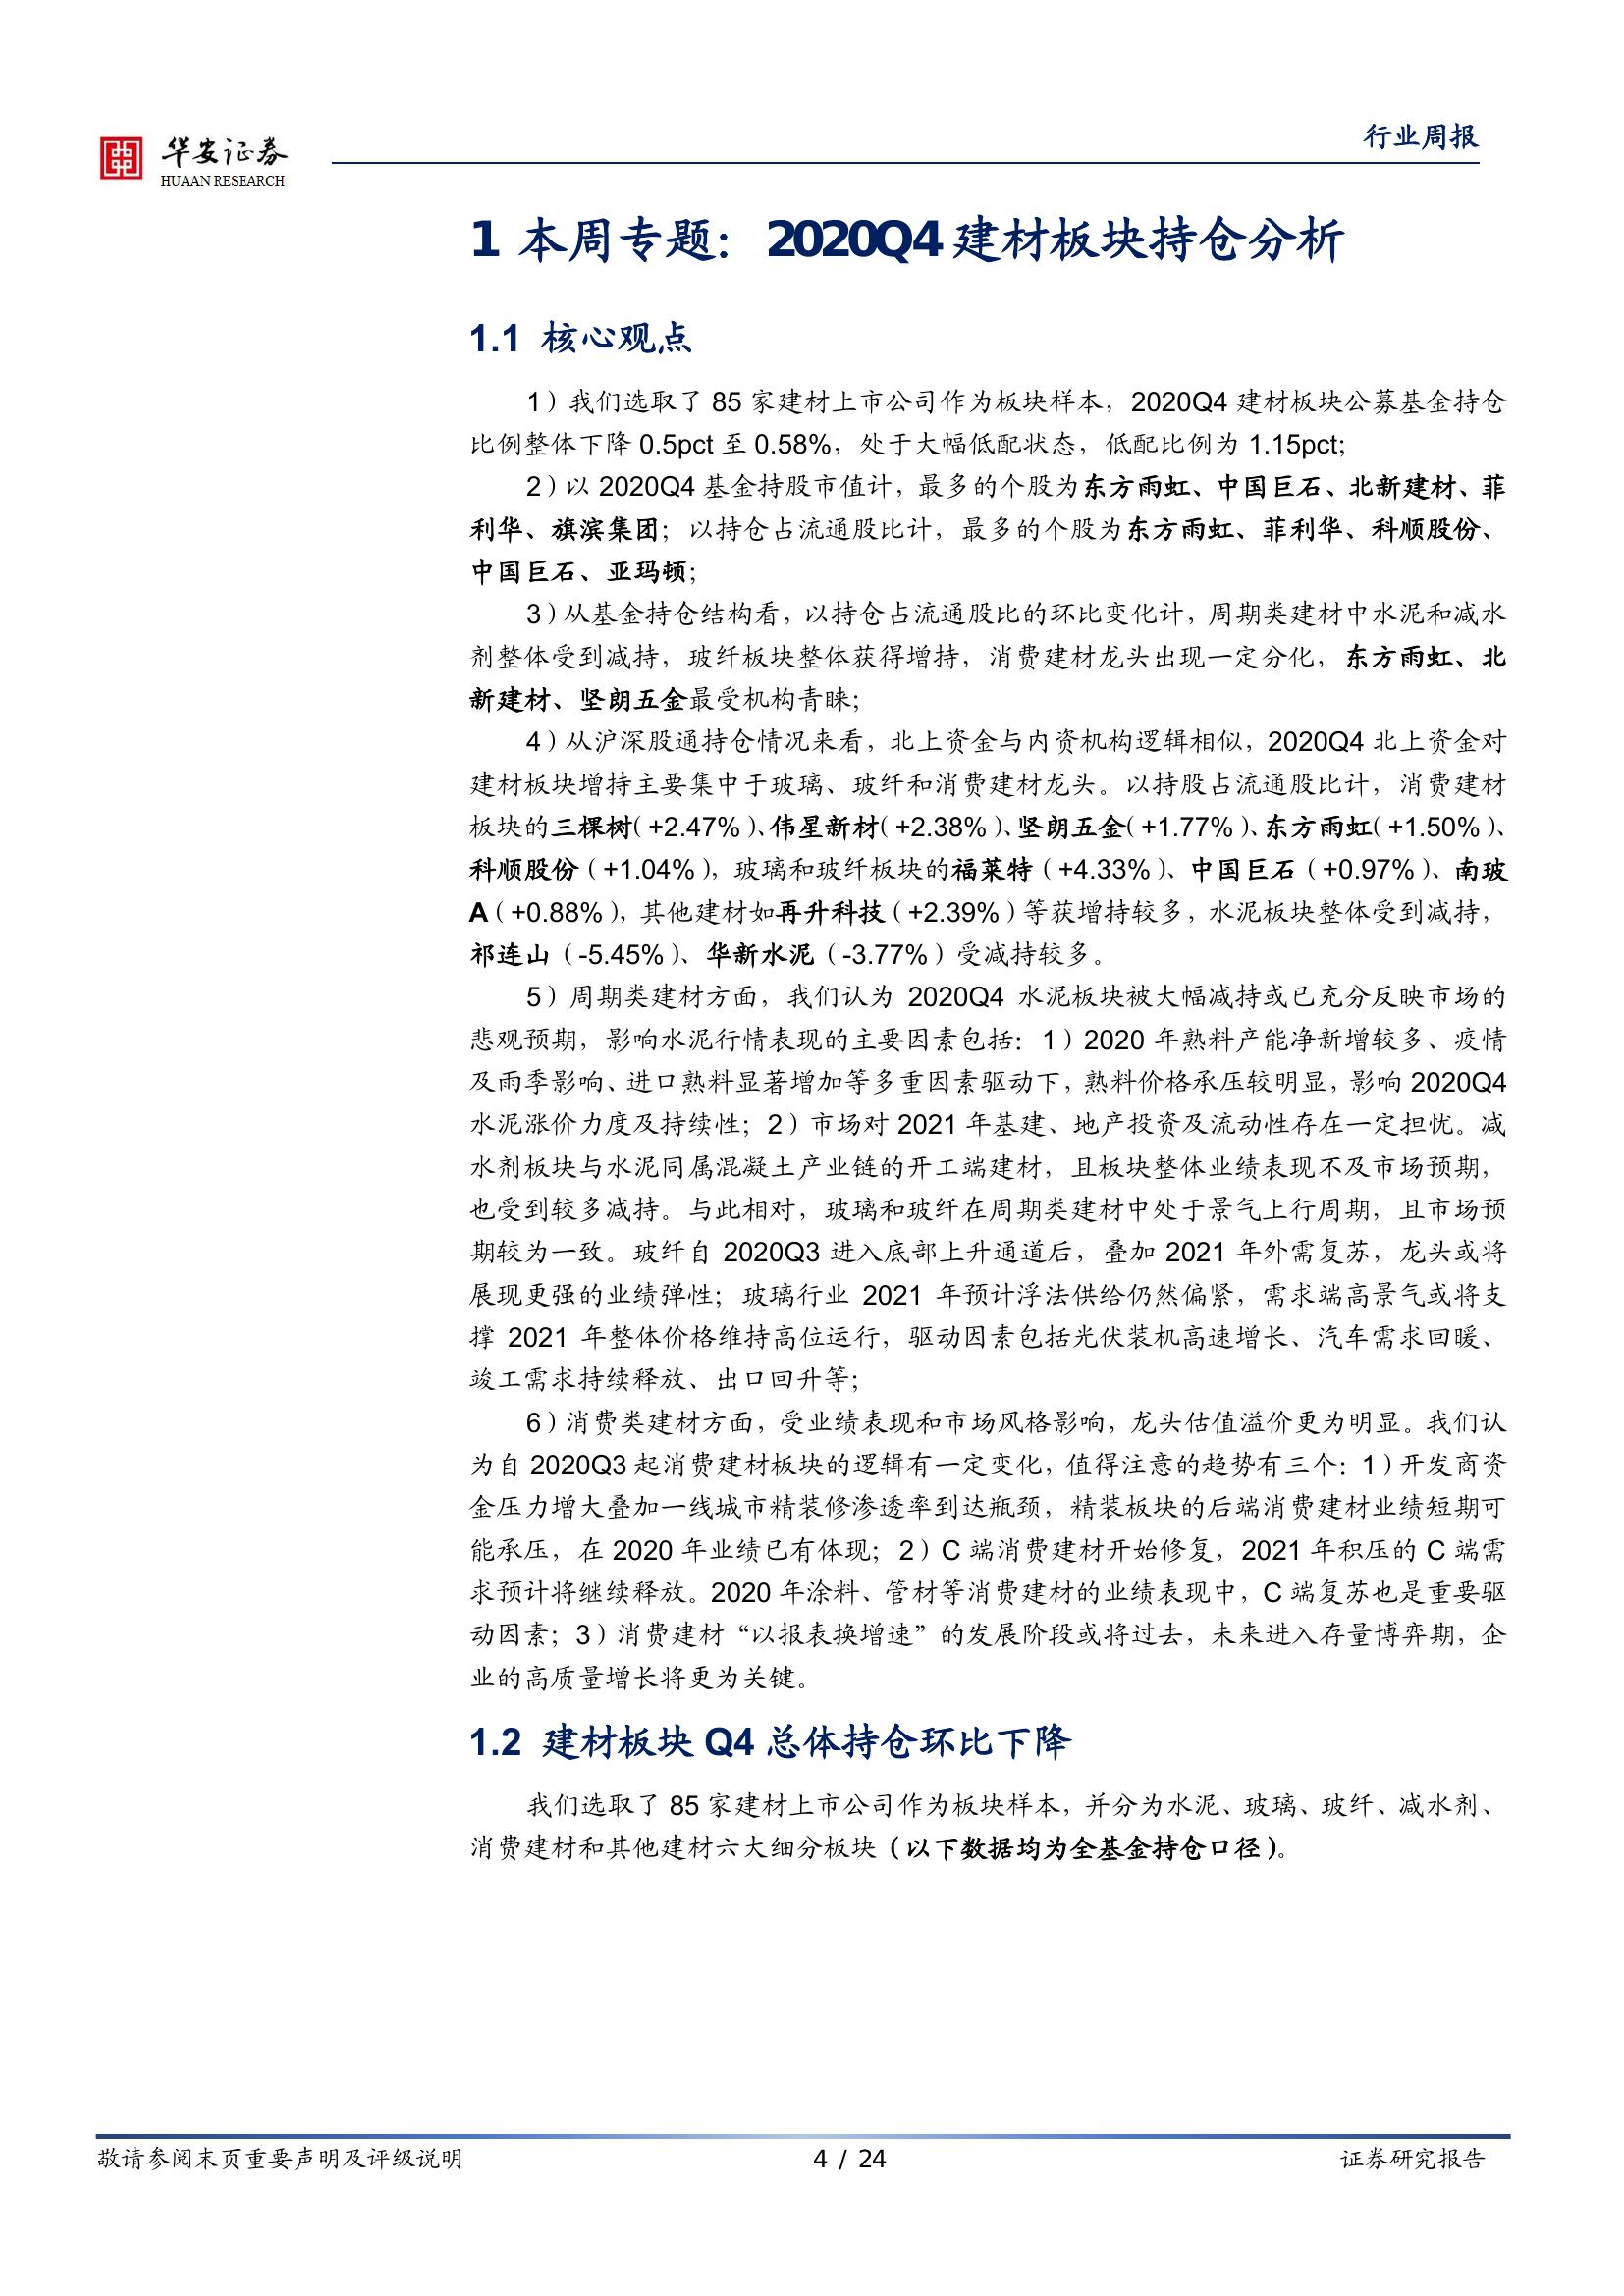 华安证券
HUAAN RESEARCH
行业周报
1 本周专题：2020Q4 建材板块持仓分析
1.1 核心观点
1）我们选取了 85 家建材上市公司作为板块样本，2020Q4 建材板块公募基金持仓
比例整体下降 0.5pct 至 0.58%，处于大幅低配状态，低配比例为 1.15pct;
2）以 2020Q4 基金持股市值计，最多的个股为东方雨虹、中国巨石、北新建材、菲
利华、旗滨集团；以持仓占流通股比计，最多的个股为东方雨虹、菲利华、科顺股份、
中国巨石、亚玛顿；
3）从基金持仓结构看，以持仓占流通股比的环比变化计，周期类建材中水泥和减水
剂整体受到减持，玻纤板块整体获得增持，消费建材龙头出现一定分化，东方雨虹、北
新建材、坚朗五金最受机构青睐；
4）从沪深股通持仓情况来看，北上资金与内资机构逻辑相似，2020Q4 北上资金对
建材板块增持主要集中于玻璃、玻纤和消费建材龙头。以持股占流通股比计，消费建材
板块的三棵树（+2.47%）、伟星新材（+2.38%）、坚朗五金（+1.77%）、东方雨虹（+1.50%）、
科顺股份（+1.04%），玻璃和玻纤板块的福莱特（+4.33%）、中国巨石（+0.97%）、南玻
A（+0.88%），其他建材如再升科技（+2.39%）等获增持较多，水泥板块整体受到减持，
祁连山（-5.45%）、华新水泥（-3.77%）受减持较多。
5）周期类建材方面，我们认为 2020Q4 水泥板块被大幅减持或已充分反映市场的
悲观预期，影响水泥行情表现的主要因素包括：1）2020 年熟料产能净新增较多、疫情
及雨季影响、进口熟料显著增加等多重因素驱动下，熟料价格承压较明显，影响 2020Q4
水泥涨价力度及持续性；2）市场对 2021 年基建、地产投资及流动性存在一定担忧。减
水剂板块与水泥同属混凝土产业链的开工端建材，且板块整体业绩表现不及市场预期，
也受到较多减持。与此相对，玻璃和玻纤在周期类建材中处于景气上行周期，且市场预
期较为一致。玻纤自 2020Q3 进入底部上升通道后，叠加 2021 年外需复苏，龙头或将
展现更强的业绩弹性；玻璃行业 2021 年预计浮法供给仍然偏紧，需求端高景气或将支
撑 2021 年整体价格维持高位运行，驱动因素包括光伏装机高速增长、汽车需求回暖、
竣工需求持续释放、出口回升等；
6）消费类建材方面，受业绩表现和市场风格影响，龙头估值溢价更为明显。我们认
为自 2020Q3 起消费建材板块的逻辑有一定变化，值得注意的趋势有三个：1）开发商资
金压力增大叠加一线城市精装修渗透率到达瓶颈，精装板块的后端消费建材业绩短期可
能承压，在 2020 年业绩已有体现；2）C 端消费建材开始修复，2021 年积压的 C 端需
求预计将继续释放。2020 年涂料、管材等消费建材的业绩表现中，C 端复苏也是重要驱
动因素；3）消费建材“以报表换增速”的发展阶段或将过去，未来进入存量博弈期，企
业的高质量增长将更为关键。
1.2 建材板块 Q4 总体持仓环比下降
我们选取了 85 家建材上市公司作为板块样本，并分为水泥、玻璃、玻纤、减水剂、
消费建材和其他建材六大细分板块（以下数据均为全基金持仓口径）。
敬请参阅末页重要声明及评级说明
4 / 24
证券研究报告